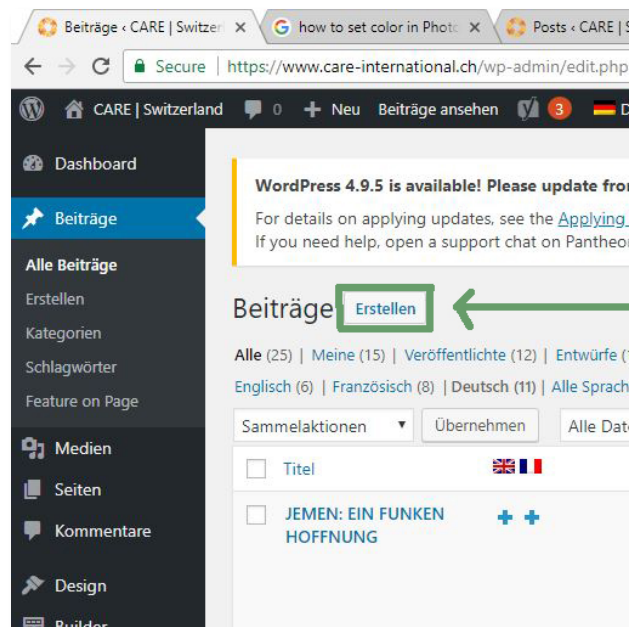 Beiträge ‹ CARE | Switzer
how to set color in Photo
Posts ‹ CARE | S
Secure
https://www.care-international.ch/wp-admin/edit.php
CARE | Switzerland 0 Neu Beiträge ansehen 3 D
Dashboard
Beiträge
Alle Beiträge
Erstellen
Kategorien
Schlagwörter
Feature on Page
Medien
Seiten
Kommentare
Design
Builder
WordPress 4.9.5 is available! Please update fro
For details on applying updates, see the Applying
If you need help, open a support chat on Pantheo
Beiträge Erstellen
Alle (25) | Meine (15) | Veröffentlichte (12) | Entwürfe (
Englisch (6) | Französisch (8) | Deutsch (11) | Alle Sprach
Sammelaktionen Übernehmen Alle Dat
Titel
JEMEN: EIN FUNKEN
HOFFNUNG